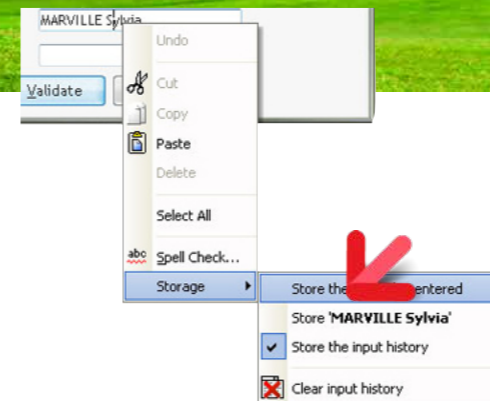 MARVILLE Sylvia
Validate
Undo
Cut
Copy
Paste
Delete
Select All
abc Spell Check...
Storage
Store the entered
Store 'MARVILLE Sylvia'
Store the input history
Clear input history